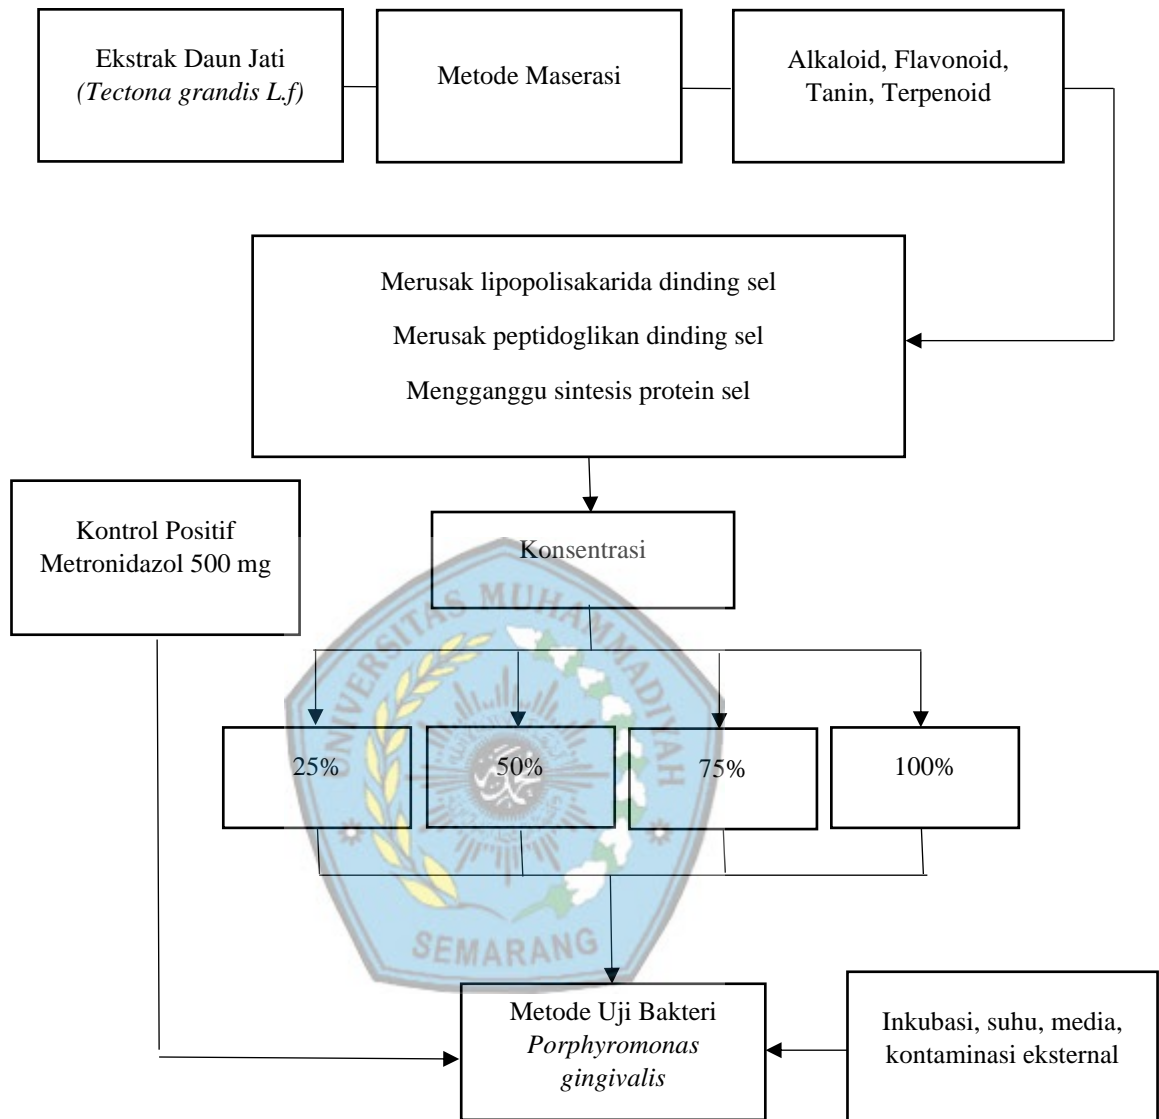 Ekstrak Daun Jati
(Tectona grandis L.f)
Metode Maserasi
Alkaloid, Flavonoid,
Tanin, Terpenoid
Merusak lipopolisakarida dinding sel
Merusak peptidoglikan dinding sel
Mengganggu sintesis protein sel
Kontrol Positif
Metronidazol 500 mg
Konsentrasi
UNIVERSITAS MUHAMMADIYAH
25%
50%
75%
100%
SEMARANG
Metode Uji Bakteri
Porphyromonas
gingivalis
Inkubasi, suhu, media,
kontaminasi eksternal